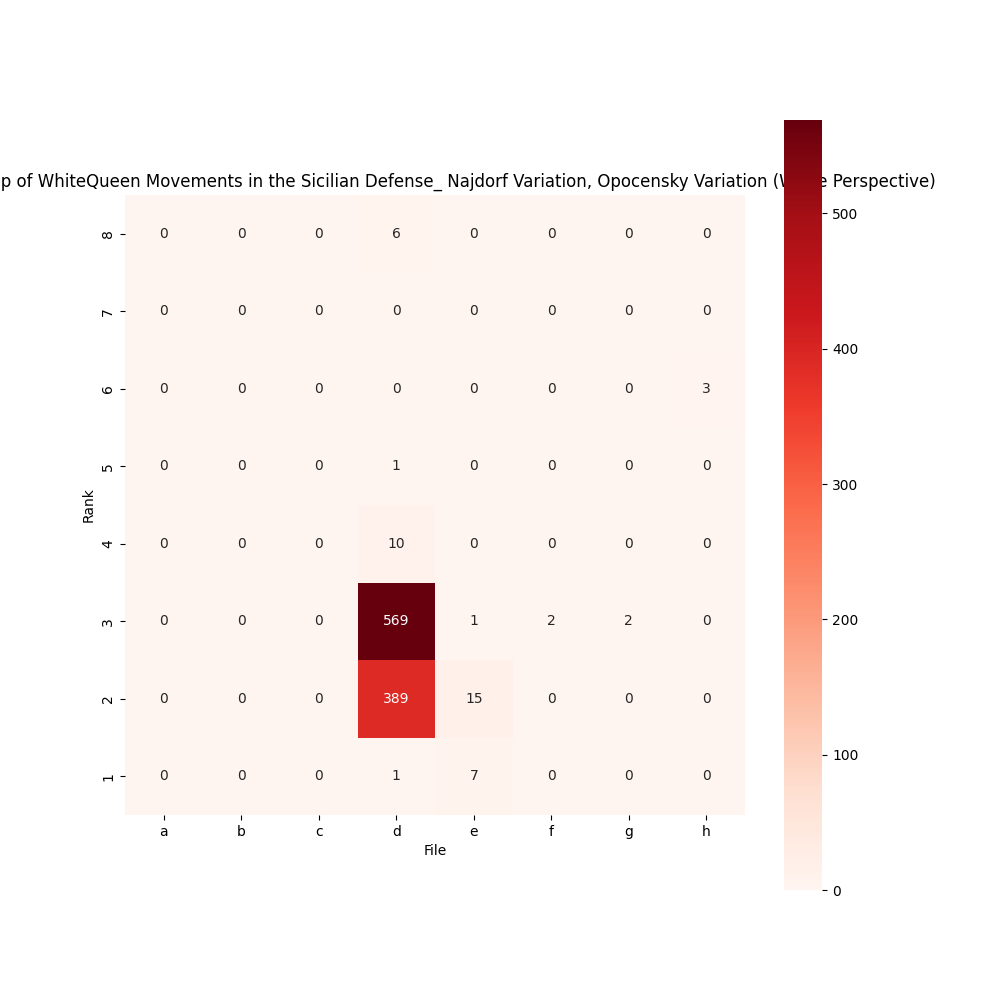 p of WhiteQueen Movements in the Sicilian Defense_ Najdorf Variation, Opocensky Variation ( Perspective)
8 0 0 0 6 0 0 0 0
7 0 0 0 0 0 0 0 0
6 0 0 0 0 0 0 0 3
5 0 0 0 1 0 0 0 0
4 0 0 0 10 0 0 0 0
3 0 0 0 569 1 2 2 0
2 0 0 0 389 15 0 0 0
1 0 0 0 1 7 0 0 0
a b c d e f g h
File
Rank
500
400
300
200
100
0